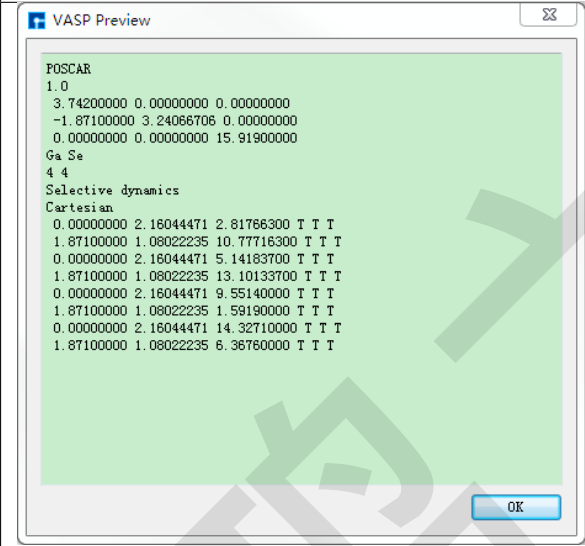 VASP Preview
POSCAR
1.0
3.74200000 0.00000000 0.00000000
-1.87100000 3.24066706 0.00000000
0.00000000 0.00000000 15.91900000
Ga Se
4 4
Selective dynamics
Cartesian
0.00000000 2.16044471 2.81766300 T T T
1.87100000 1.08022235 10.77716300 T T T
0.00000000 2.16044471 5.14183700 T T T
1.87100000 1.08022235 13.10133700 T T T
0.00000000 2.16044471 9.55140000 T T T
1.87100000 1.08022235 1.59190000 T T T
0.00000000 2.16044471 14.32710000 T T T
1.87100000 1.08022235 6.36760000 T T T
OK